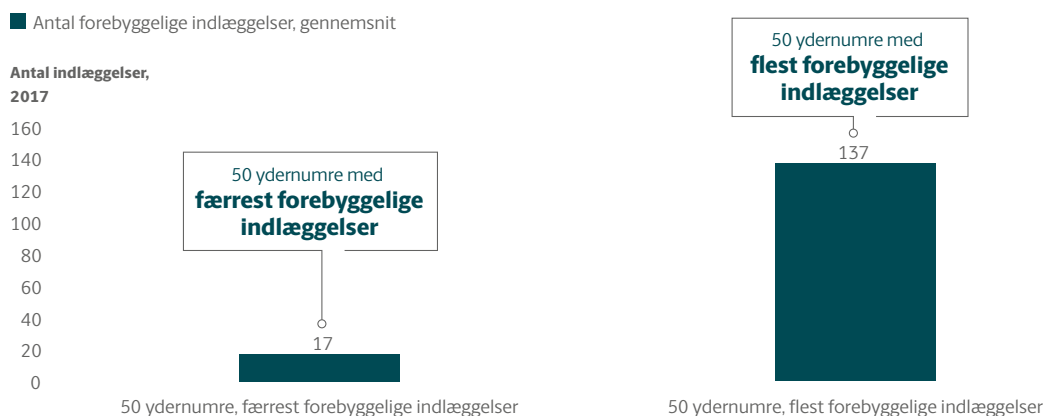 Antal forebyggelige indlæggelser, gennemsnit
Antal indlæggelser,
2017
160
140
120
100
80
60
40
20
0
50 ydernumre med
færrest forebyggelige
indlæggelser
17
50 ydernumre, færrest forebyggelige indlæggelser
50 ydernumre med
flest forebyggelige
indlæggelser
137
50 ydernumre, flest forebyggelige indlæggelser